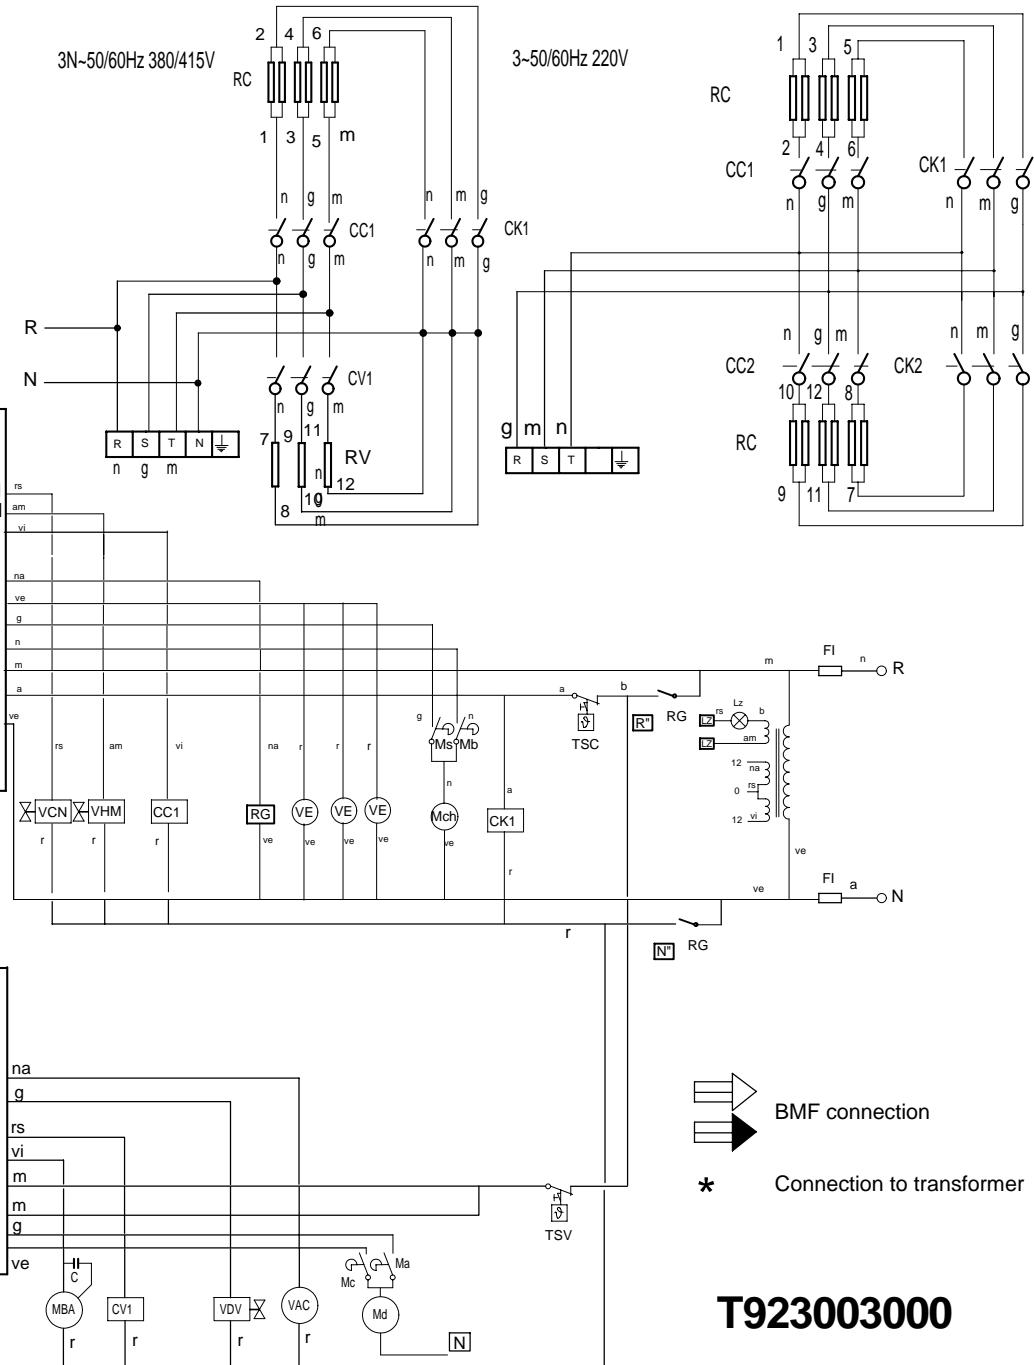 2 4 6
3N~50/60Hz 380/415V
RC
1 3 5 m
n g m n m g
CC1 CK1
n g m n m g
R
N
CV1
n g m
R S T N
n g m
7 9 11
RV
n
12
8 10 g
m
3~50/60Hz 220V
1 3 5
RC
2 4 6
CC1 CK1
n g m n m g
n g m n m g
CC2 CK2
10 12 8
g m n
R S T
RC
9 11 7
rs
am
vi
na
ve
g
n
m m FI n R
a a b
ve
TSC
R" RG
rs Lz b
LZ
LZ am
12 na
0 rs
12 vi
g n
Ms Mb
rs am vi na r r r
n a
VCN VHM CC1 RG VE VE VE Mch CK1
r r r ve ve ve ve ve r
ve
ve FI a N
r
N" RG
na
g
rs
vi
m
m
g
ve
TSV
C
Mc Ma
MBA CV1 VDV VAC Md
r r r r
N
BMF connection
* Connection to transformer
T923003000